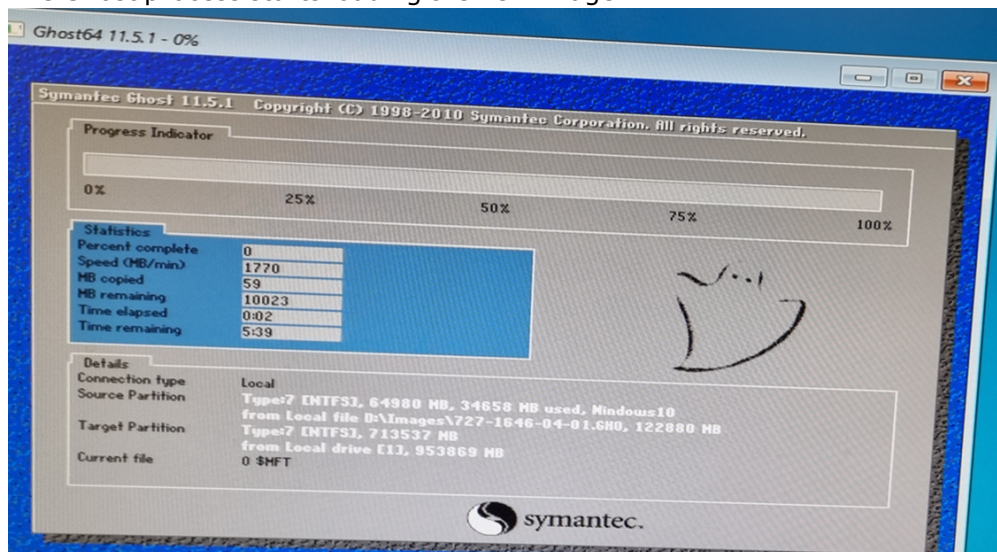 Ghost64 11.5.1 - 0%
Symantec Ghost 11.5.1 Copyright (C) 1998-2010 Symantec Corporation. All rights reserved.
Progress Indicator
0% 25% 50% 75% 100%
Statistics
Percent complete 0
Speed (MB/min) 1770
MB copied 59
MB remaining 10023
Time elapsed 0:02
Time remaining 5:39
Details
Connection type Local
Source Partition Type:7 [NTFS], 64980 MB, 34658 MB used, Windows10
from Local file D:\Images\727-1646-04-01.GHO, 122880 MB
Target Partition Type:7 [NTFS], 713537 MB
from Local drive [1], 953869 MB
Current file 0 $MFT
symantec.